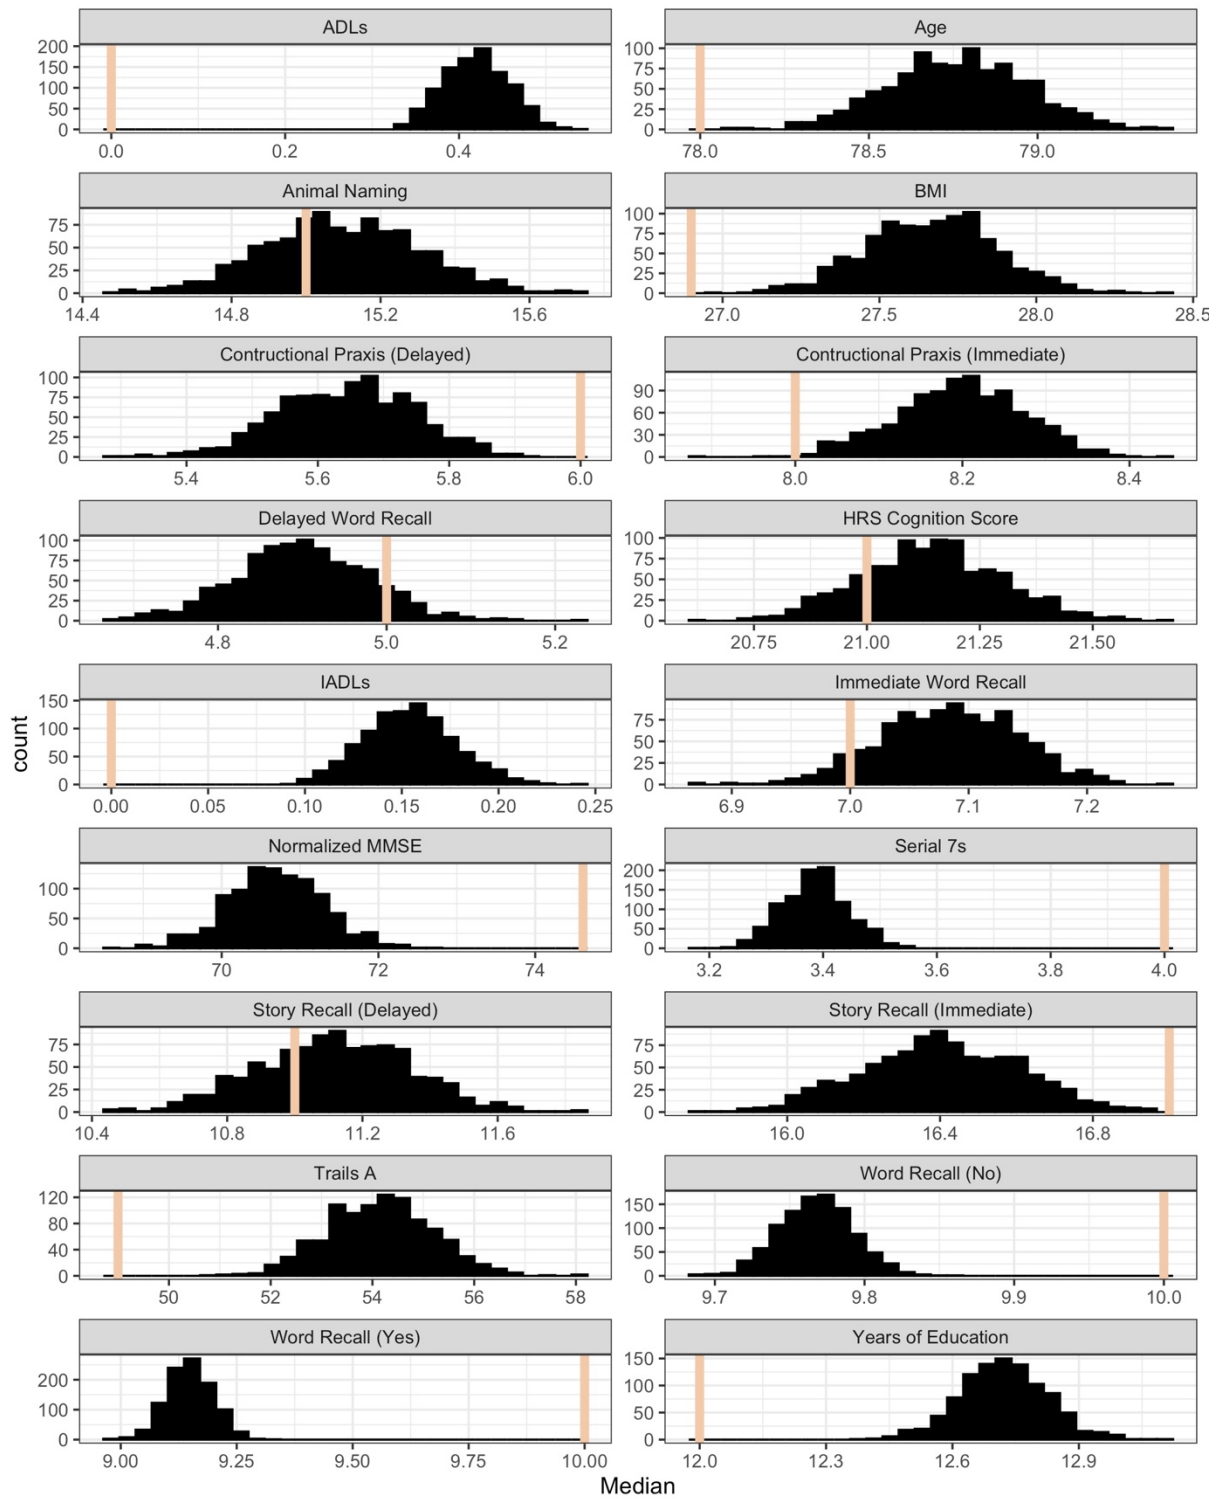 ADLs
200
150
100
50
0
0.0 0.2 0.4
Age
100
75
50
25
0
78.0 78.5 79.0
Animal Naming
75
50
25
0
14.4 14.8 15.2 15.6
BMI
100
75
50
25
0
27.0 27.5 28.0 28.5
Contructional Praxis (Delayed)
100
75
50
25
0
5.4 5.6 5.8 6.0
Contructional Praxis (Immediate)
90
60
30
0
8.0 8.2 8.4
Delayed Word Recall
100
75
50
25
0
4.8 5.0 5.2
HRS Cognition Score
100
75
50
25
0
20.75 21.00 21.25 21.50
IADLs
150
100
50
0
0.00 0.05 0.10 0.15 0.20 0.25
Immediate Word Recall
75
50
25
0
6.9 7.0 7.1 7.2
Normalized MMSE
100
50
0
70 72 74
Serial 7s
200
150
100
50
0
3.2 3.4 3.6 3.8 4.0
Story Recall (Delayed)
75
50
25
0
10.4 10.8 11.2 11.6
Story Recall (Immediate)
75
50
25
0
16.0 16.4 16.8
Trails A
120
80
40
0
50 52 54 56 58
Word Recall (No)
150
100
50
0
9.7 9.8 9.9 10.0
Word Recall (Yes)
200
100
0
9.00 9.25 9.50 9.75 10.00
Years of Education
150
100
50
0
12.0 12.3 12.6 12.9
count
Median